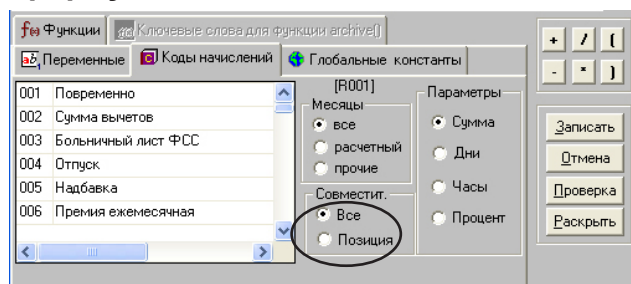 f(x) Функции
Ключевые слова для функции archive()
Переменные
Коды начислений
Глобальные константы
001 Повременно
002 Сумма вычетов
003 Больничный лист ФСС
004 Отпуск
005 Надбавка
006 Премия ежемесячная
[R001]
Месяцы
все
расчетный
прочие
Совместит.
Все
Позиция
Параметры
Сумма
Дни
Часы
Процент
+ / (
- * )
Записать
Отмена
Проверка
Раскрыть